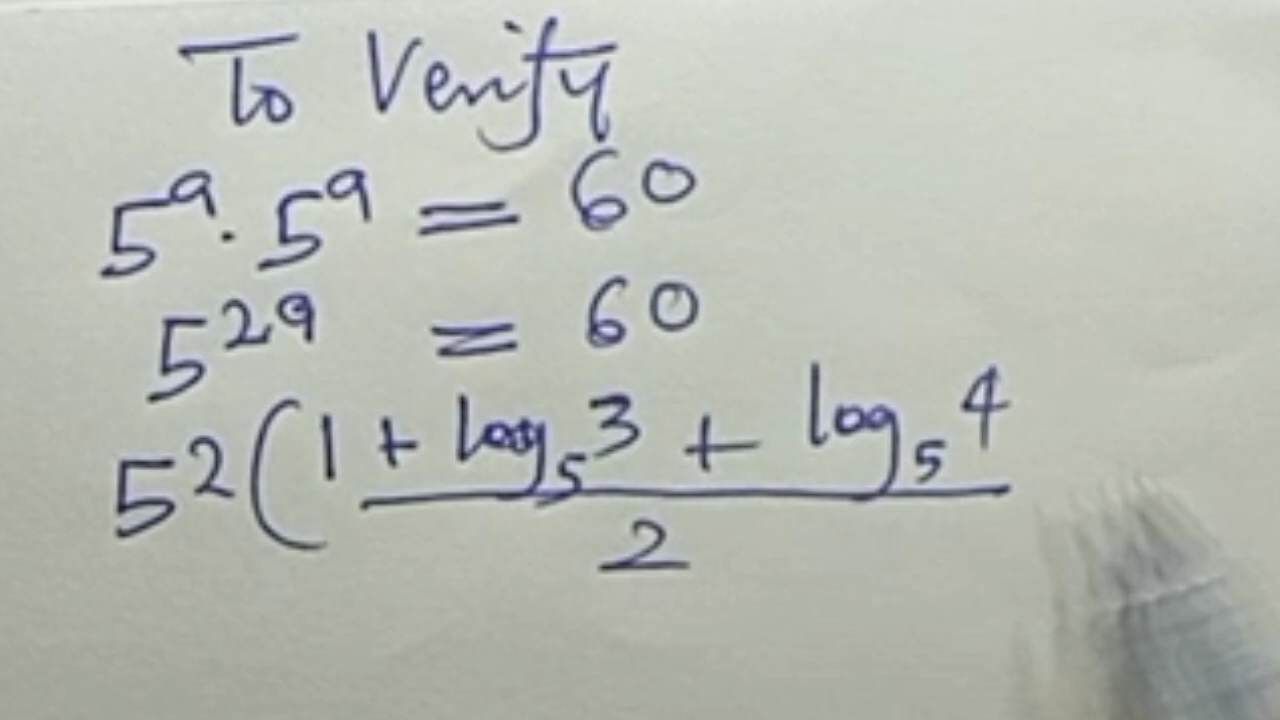 To Verify
5^a · 5^a = 60
5^2a = 60
5^2(1 + log_5 3 + log_5 4
2